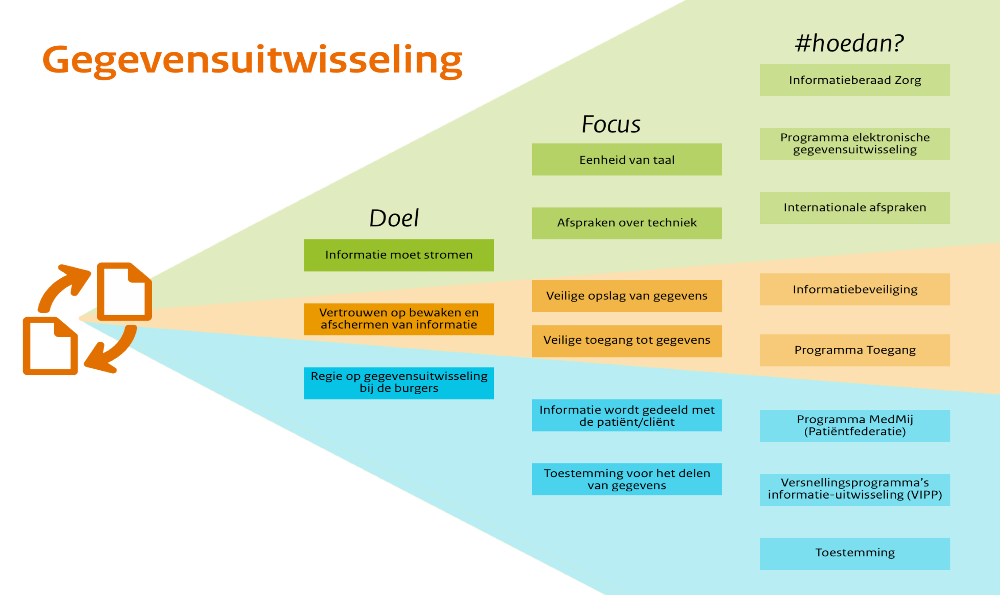 Gegevensuitwisseling
Doel
Informatie moet stromen
Vertrouwen op bewaken en
afschermen van informatie
Regie op gegevensuitwisseling
bij de burgers
Focus
Eenheid van taal
Afspraken over techniek
Veilige opslag van gegevens
Veilige toegang tot gegevens
Informatie wordt gedeeld met
de patiënt/cliënt
Toestemming voor het delen
van gegevens
#hoedan?
Informatieberaad Zorg
Programma elektronische
gegevensuitwisseling
Internationale afspraken
Informatiebeveiliging
Programma Toegang
Programma MedMij
(Patiëntfederatie)
Versnellingsprogramma’s
informatie-uitwisseling (VIPP)
Toestemming